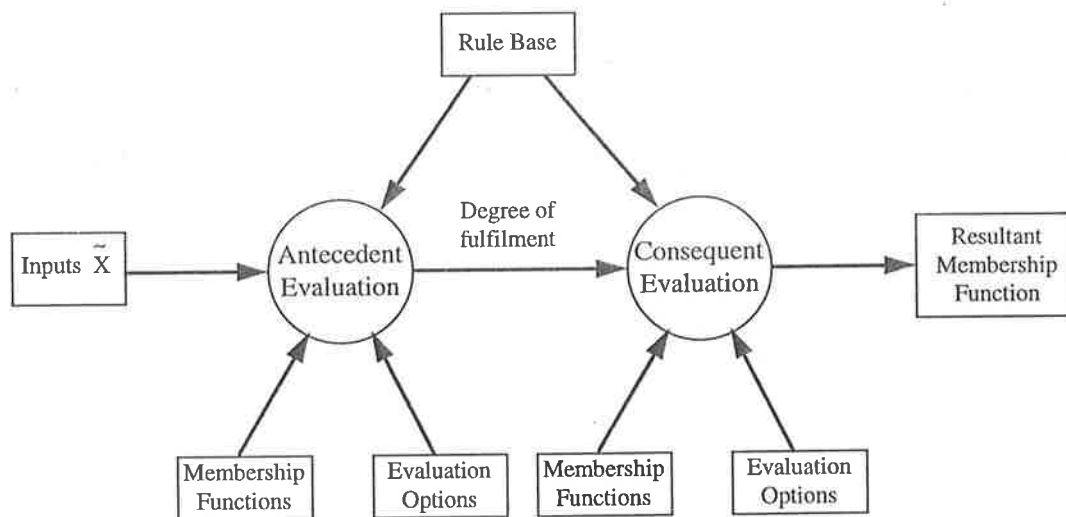 Rule Base
Degree of
fulfilment
Inputs X̃
Antecedent
Evaluation
Consequent
Evaluation
Resultant
Membership
Function
Membership
Functions
Evaluation
Options
Membership
Functions
Evaluation
Options